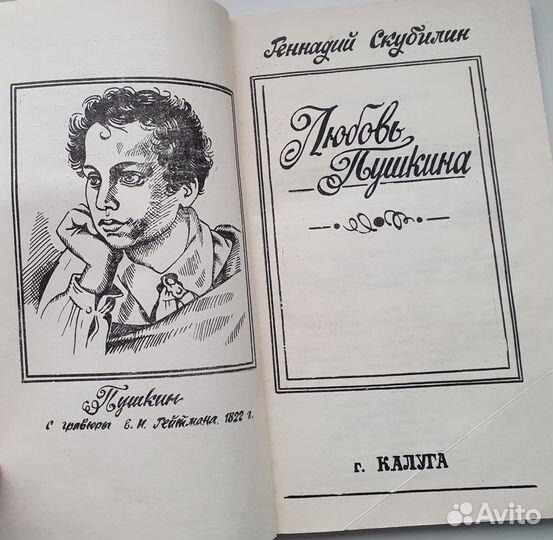 Пушкин
с гравюры Е. И. Гейтмана, 1822 г.
Геннадий Скубилин
Любовь
Пушкина
г. КАЛУГА
Avito